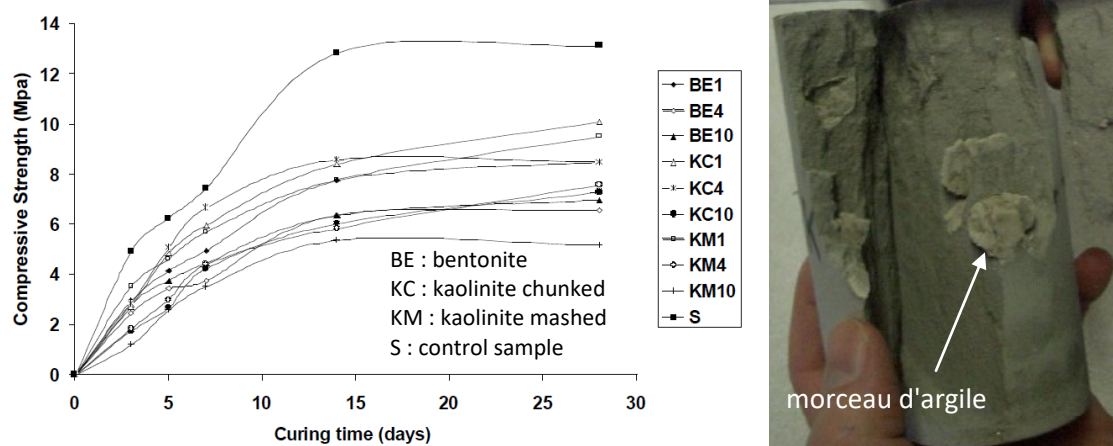 14
12
10
8
6
4
2
0
Compressive Strength (Mpa)
0 5 10 15 20 25 30
Curing time (days)
BE : bentonite
KC : kaolinite chunked
KM : kaolinite mashed
S : control sample
BE1
BE4
BE10
KC1
KC4
KC10
KM1
KM4
KM10
S
morceau d'argile